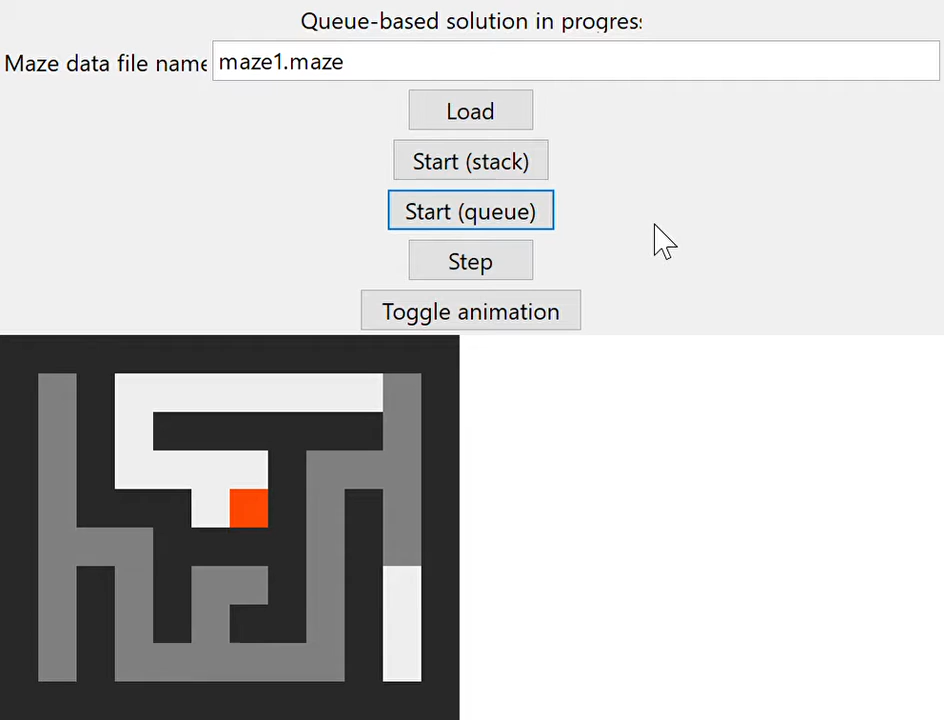 Queue-based solution in progres
Maze data file name
maze1.maze
Load
Start (stack)
Start (queue)
Step
Toggle animation